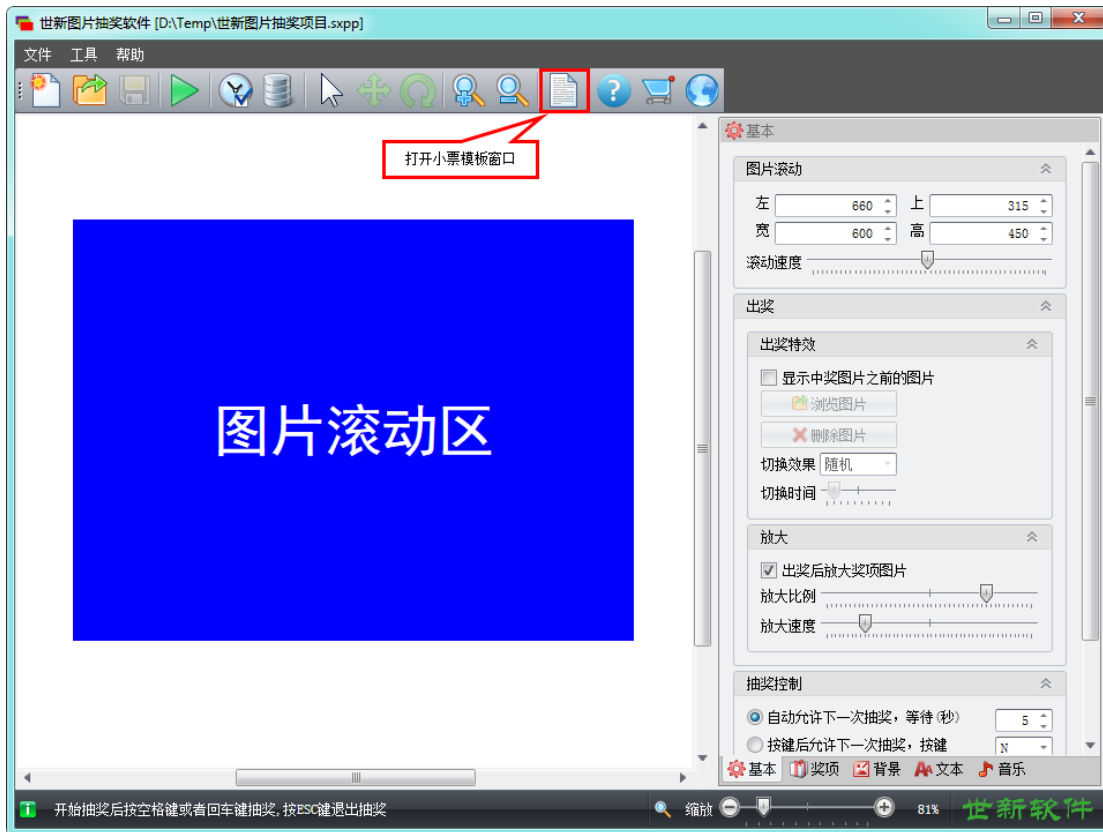 世新图片抽奖软件 [D:\Temp\世新图片抽奖项目.sxpp]
文件 工具 帮助
打开小票模板窗口
图片滚动区
基本
图片滚动
左 660 上 315
宽 600 高 450
滚动速度
出奖
出奖特效
显示中奖图片之前的图片
浏览图片
删除图片
切换效果 随机
切换时间
放大
出奖后放大奖项图片
放大比例
放大速度
抽奖控制
自动允许下一次抽奖，等待(秒) 5
按键后允许下一次抽奖，按键 N
基本 奖项 背景 文本 音乐
开始抽奖后按空格键或者回车键抽奖,按ESC键退出抽奖 缩放 81% 世新软件